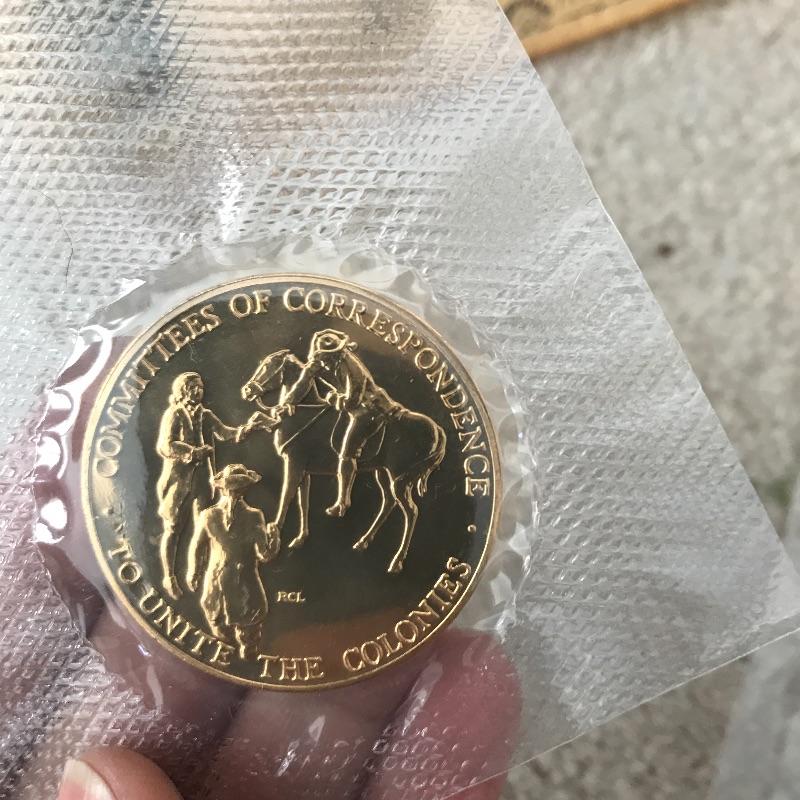 COMMITTEES OF CORRESPONDENCE
· TO UNITE THE COLONIES ·
RCL